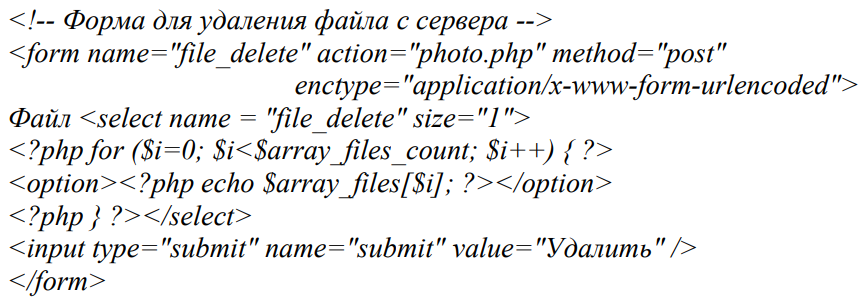 <!-- Форма для удаления файла с сервера -->
<form name="file_delete" action="photo.php" method="post"
enctype="application/x-www-form-urlencoded">
Файл <select name = "file_delete" size="1">
<?php for ($i=0; $i<$array_files_count; $i++) { ?>
<option><?php echo $array_files[$i]; ?></option>
<?php } ?></select>
<input type="submit" name="submit" value="Удалить" />
</form>